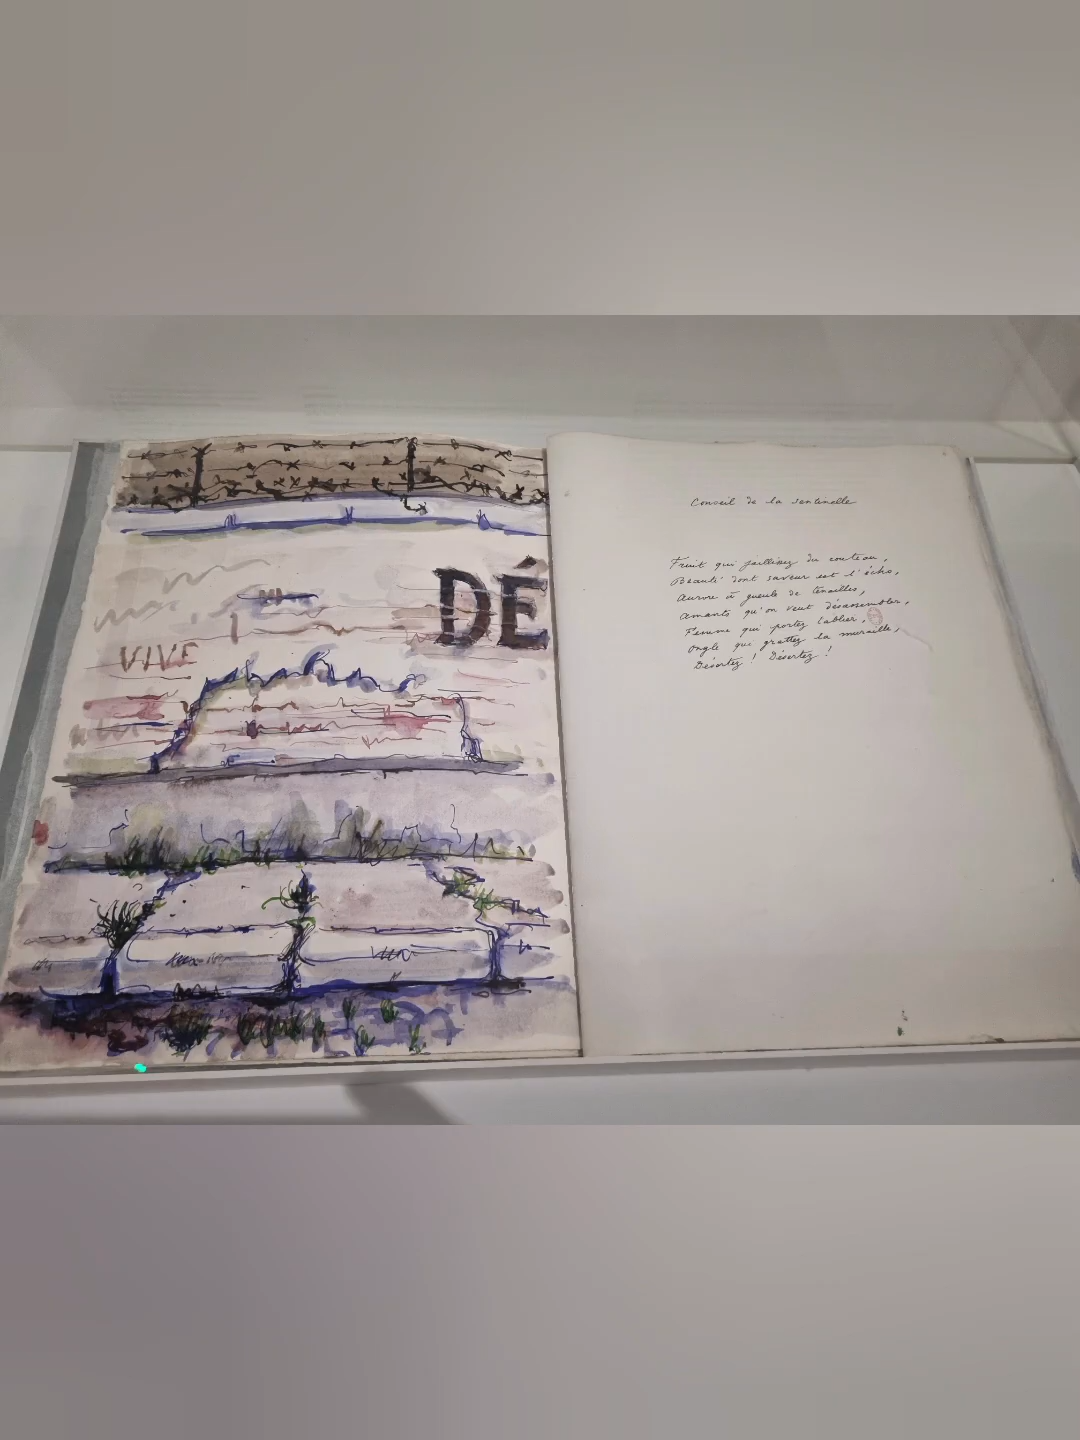 DÉ
VIVE
Conseil de la sentinelle
Fruit qui jaillissez du couteau,
Beauté dont saveur est l'écho,
Aurore à gueule de tenailles,
Amants qu'on veut désassembler,
Femme qui portez tablier,
Ongle qui grattez la muraille,
Désertez ! Désertez !